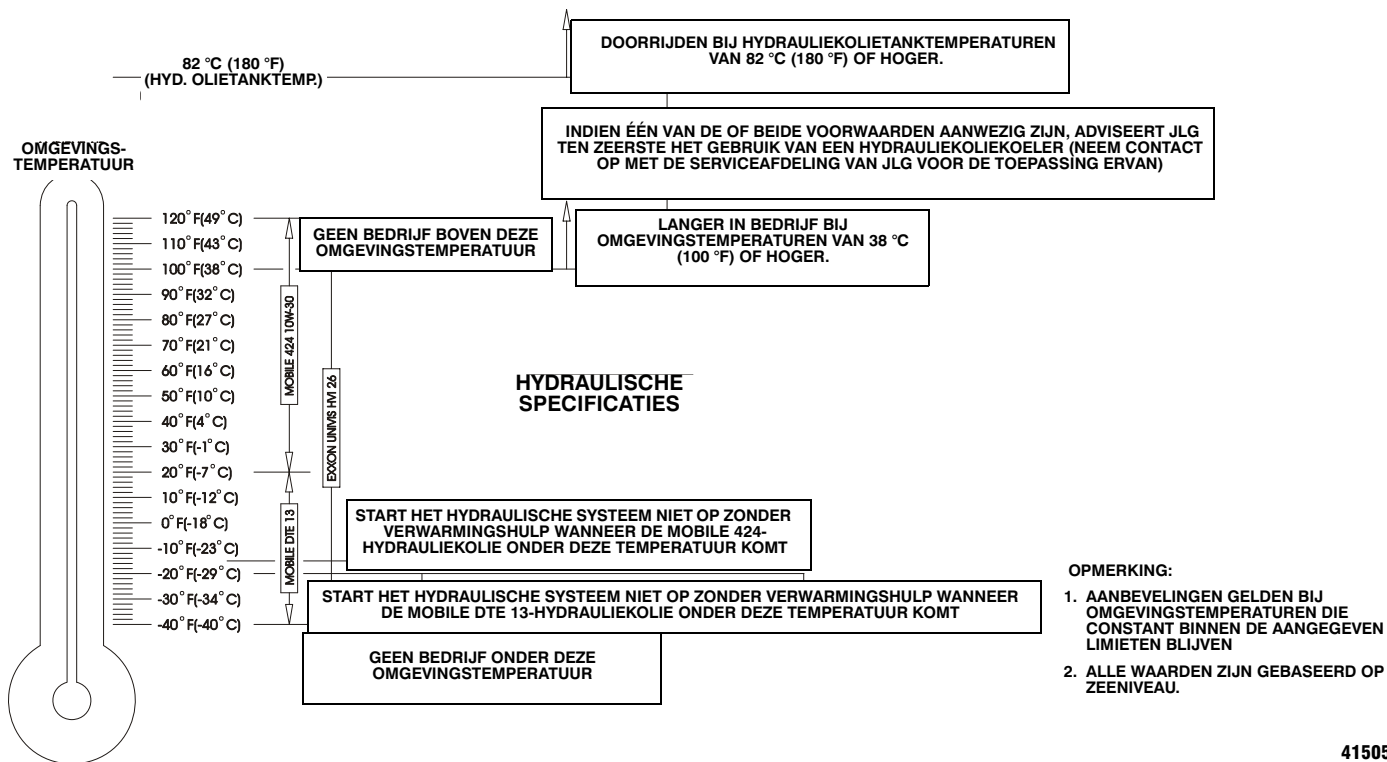 82 °C (180 °F)
(HYD. OLIETANKTEMP.)
DOORRIJDEN BIJ HYDRAULIEKOLIETANKTEMPERATUREN
VAN 82 °C (180 °F) OF HOGER.
INDIEN ÉÉN VAN DE OF BEIDE VOORWAARDEN AANWEZIG ZIJN, ADVISEERT JLG
TEN ZEERSTE HET GEBRUIK VAN EEN HYDRAULIEKOLIEKOELER (NEEM CONTACT
OP MET DE SERVICEAFDELING VAN JLG VOOR DE TOEPASSING ERVAN)
OMGEVINGS-
TEMPERATUUR
120°F(49°C)
110°F(43°C)
100°F(38°C)
90°F(32°C)
80°F(27°C)
70°F(21°C)
60°F(16°C)
50°F(10°C)
40°F(4°C)
30°F(-1°C)
20°F(-7°C)
10°F(-12°C)
0°F(-18°C)
-10°F(-23°C)
-20°F(-29°C)
-30°F(-34°C)
-40°F(-40°C)
MOBILE 424 10W-30
MOBILE DTE 13
EXXON UNIVIS HVI 26
GEEN BEDRIJF BOVEN DEZE
OMGEVINGSTEMPERATUUR
LANGER IN BEDRIJF BIJ
OMGEVINGSTEMPERATUREN VAN 38 °C
(100 °F) OF HOGER.
HYDRAULISCHE
SPECIFICATIES
START HET HYDRAULISCHE SYSTEEM NIET OP ZONDER
VERWARMINGSHULP WANNEER DE MOBILE 424-
HYDRAULIEKOLIE ONDER DEZE TEMPERATUUR KOMT
START HET HYDRAULISCHE SYSTEEM NIET OP ZONDER VERWARMINGSHULP WANNEER
DE MOBILE DTE 13-HYDRAULIEKOLIE ONDER DEZE TEMPERATUUR KOMT
GEEN BEDRIJF ONDER DEZE
OMGEVINGSTEMPERATUUR
OPMERKING:
1. AANBEVELINGEN GELDEN BIJ
OMGEVINGSTEMPERATUREN DIE
CONSTANT BINNEN DE AANGEGEVEN
LIMIETEN BLIJVEN
2. ALLE WAARDEN ZIJN GEBASEERD OP
ZEENIVEAU.
41505